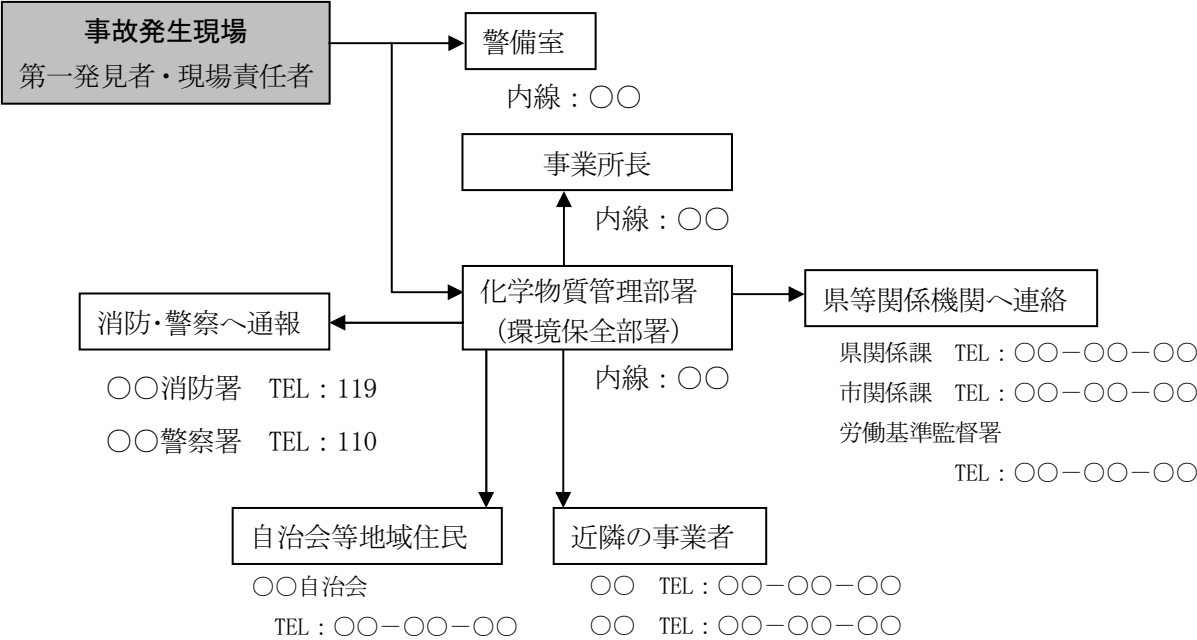 事故発生現場
第一発見者・現場責任者
警備室
内線：○○
事業所長
内線：○○
化学物質管理部署
（環境保全部署）
内線：○○
消防・警察へ通報
○○消防署　TEL：119
○○警察署　TEL：110
県等関係機関へ連絡
県関係課　TEL：○○－○○－○○
市関係課　TEL：○○－○○－○○
労働基準監督署
TEL：○○－○○－○○
自治会等地域住民
○○自治会
TEL：○○－○○－○○
近隣の事業者
○○　TEL：○○－○○－○○
○○　TEL：○○－○○－○○